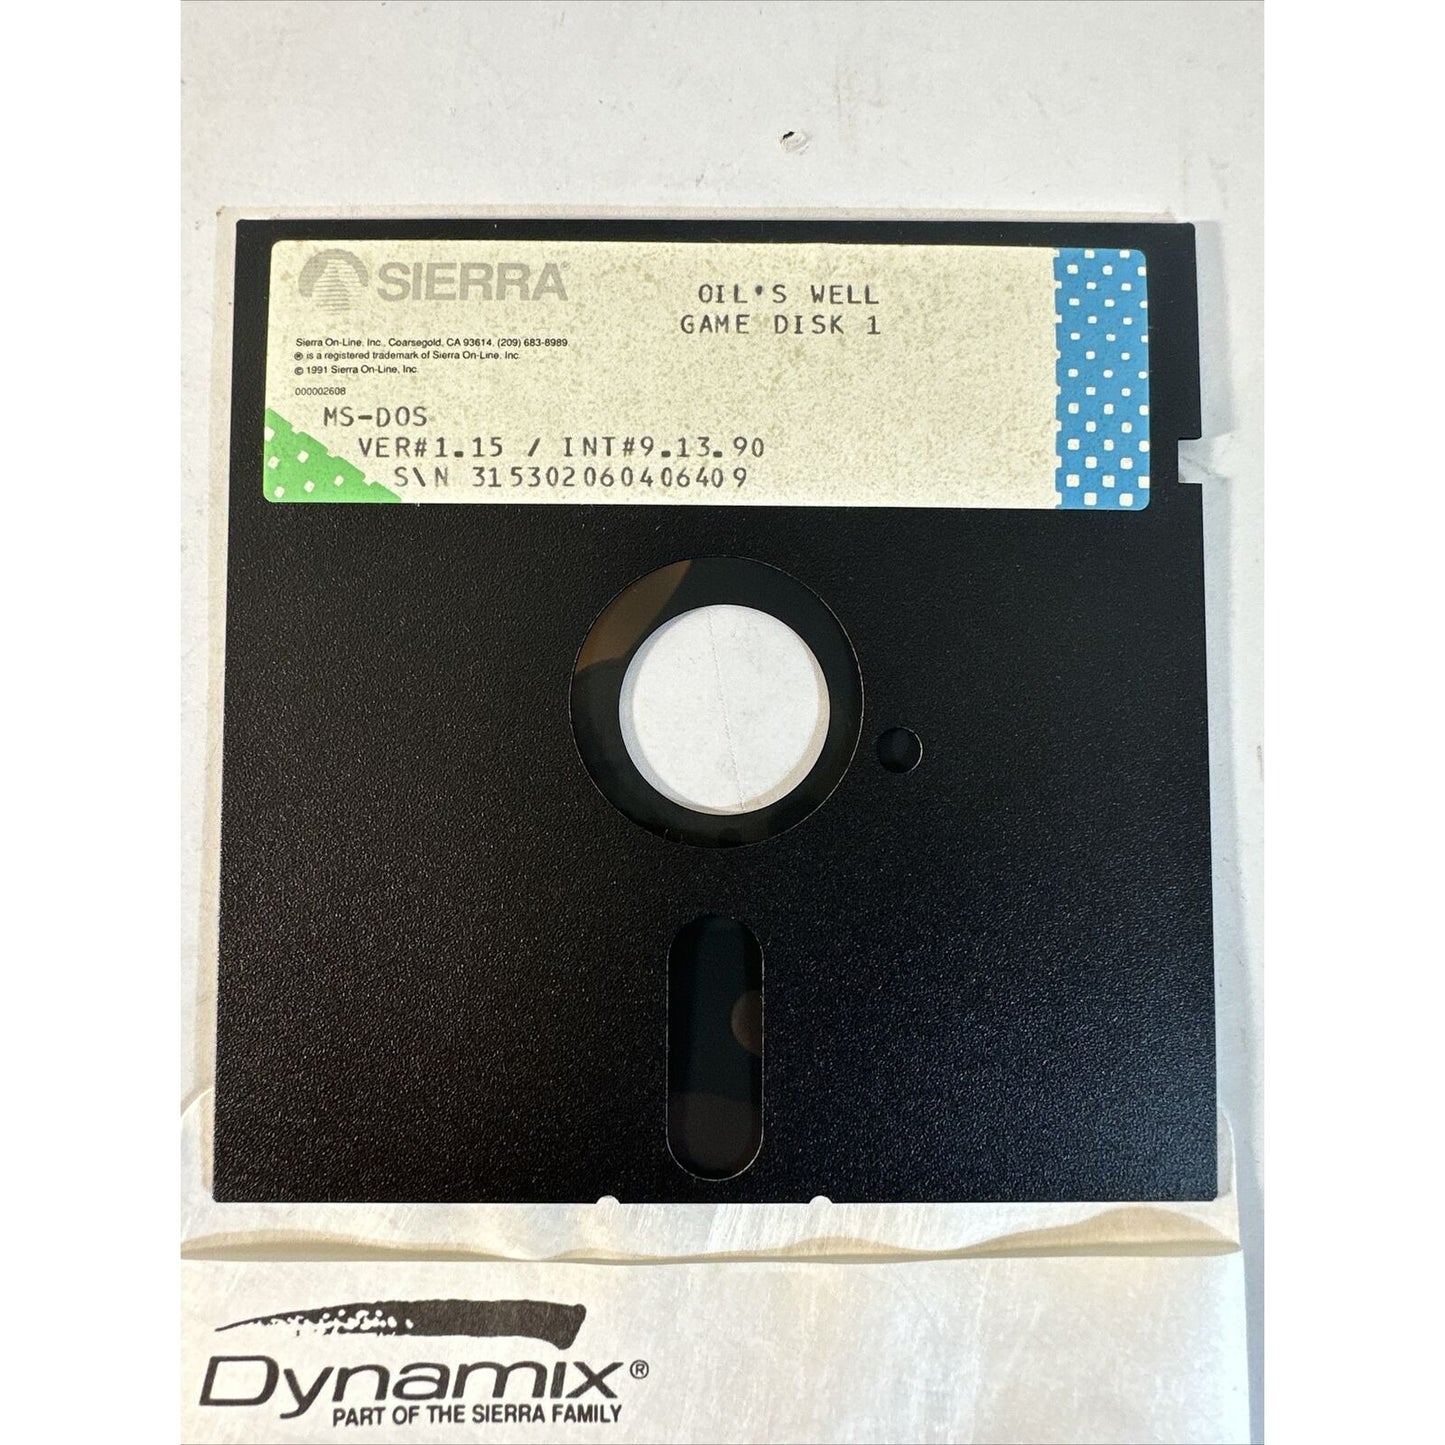 SIERRA®
OIL'S WELL
GAME DISK 1
Sierra On-Line, Inc., Coarsegold, CA 93614, (209) 683-8989
® is a registered trademark of Sierra On-Line, Inc.
© 1991 Sierra On-Line, Inc.
000002608
MS-DOS
VER#1.15 / INT#9.13.90
S\N 315302060406409
Dynamix®
PART OF THE SIERRA FAMILY